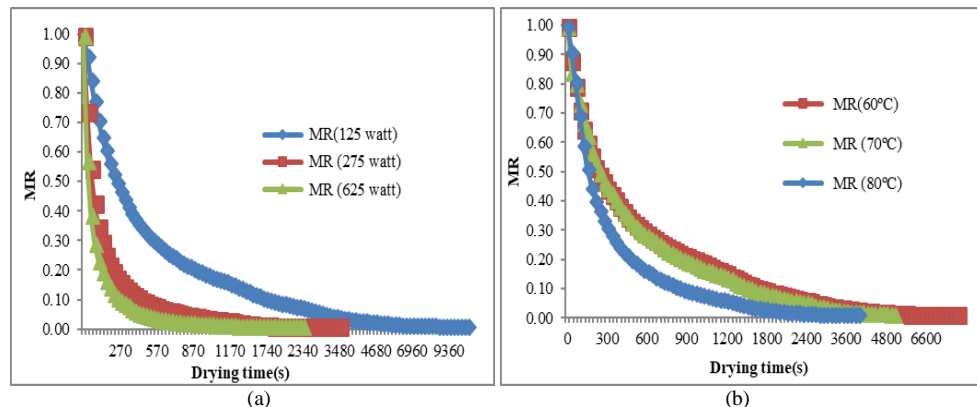 1.00
0.90
0.80
0.70
0.60
0.50
0.40
0.30
0.20
0.10
0.00
MR
MR(125 watt)
MR (275 watt)
MR (625 watt)
270 570 870 1170 1740 2340 3480 4680 6960 9360
Drying time(s)
(a)
1.00
0.90
0.80
0.70
0.60
0.50
0.40
0.30
0.20
0.10
0.00
MR
MR(60ºC)
MR (70ºC)
MR (80ºC)
0 300 600 900 1200 1800 2400 3600 4800 6600
Drying time(s)
(b)